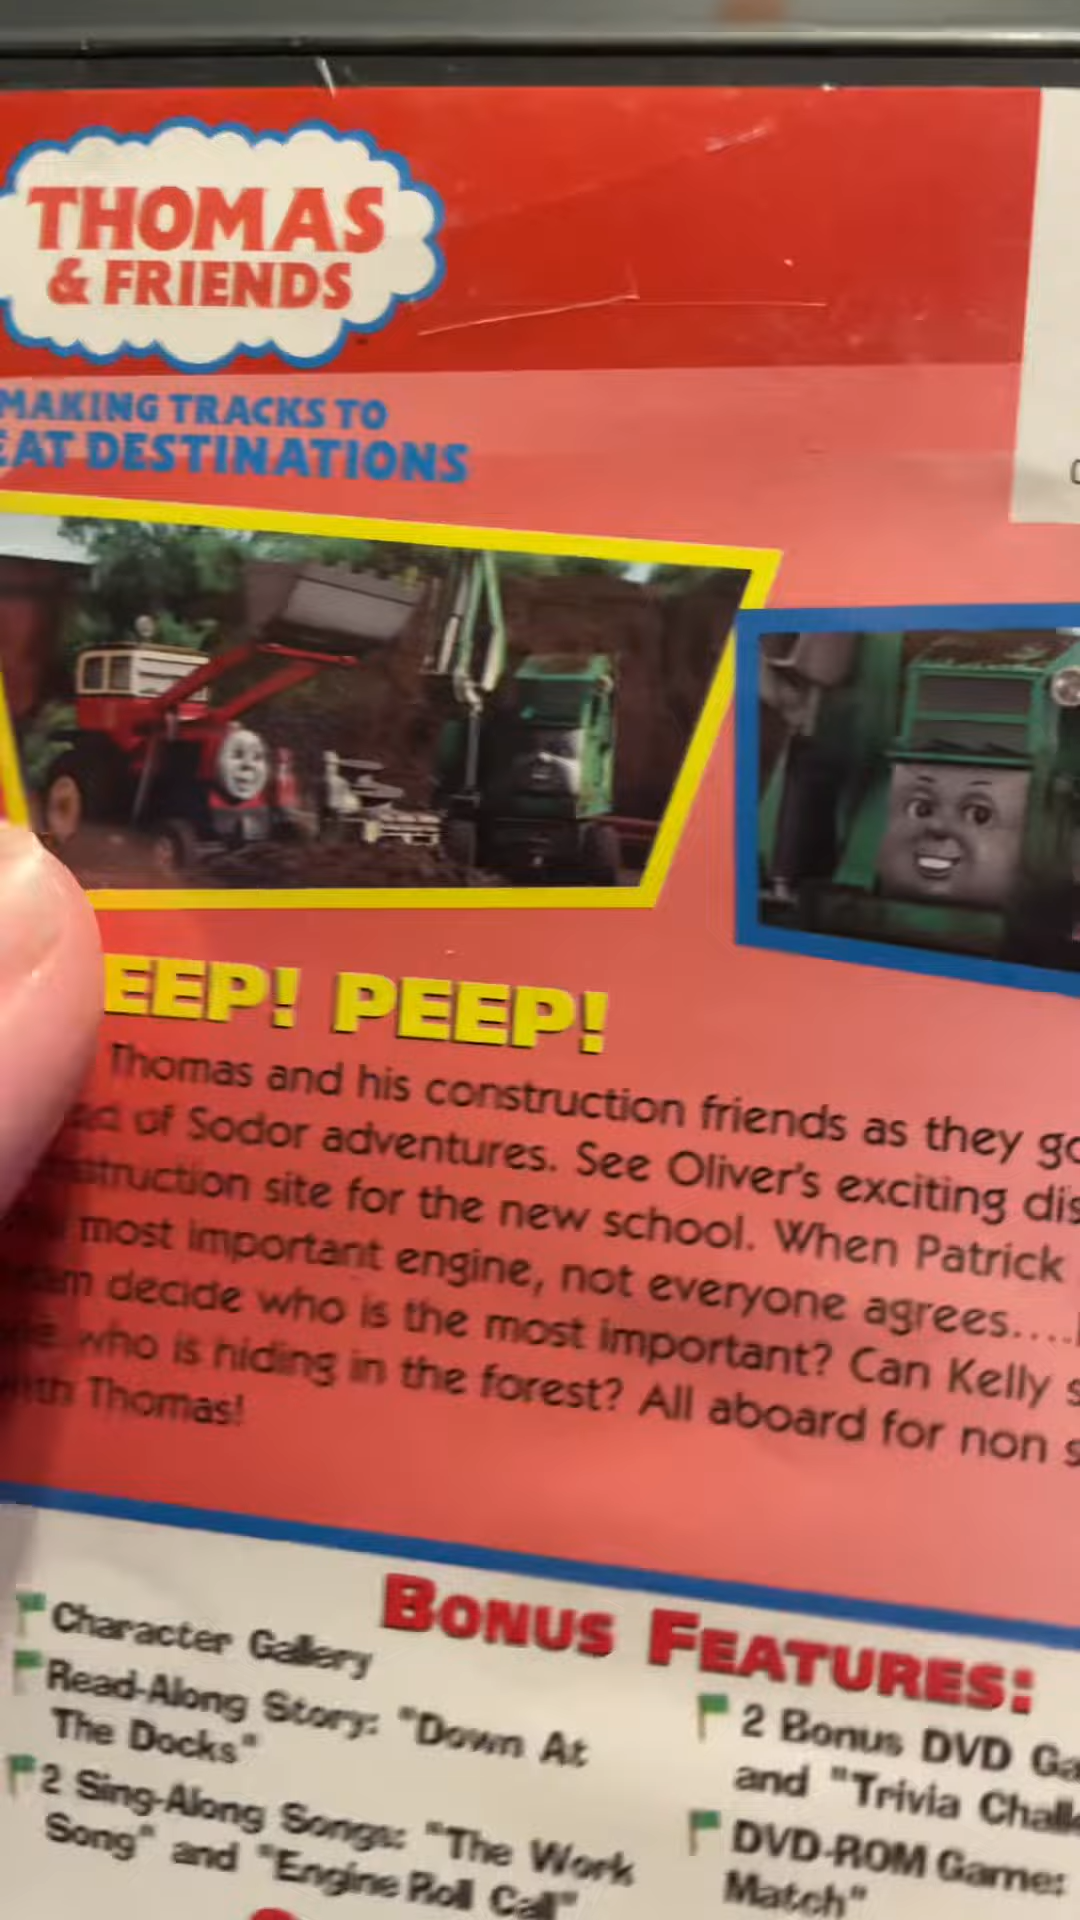 THOMAS
& FRIENDS
MAKING TRACKS TO
EAT DESTINATIONS
EEP! PEEP!
Thomas and his construction friends as they go
ad of Sodor adventures. See Oliver's exciting dis
struction site for the new school. When Patrick
most important engine, not everyone agrees....
am decide who is the most important? Can Kelly s
who is hiding in the forest? All aboard for non s
ith Thomas!
BONUS FEATURES:
Character Gallery
Read-Along Story: "Down At
The Docks"
2 Sing-Along Songs: "The Work
Song" and "Engine Roll Call"
2 Bonus DVD Ga
and "Trivia Chall
DVD-ROM Game:
Match"